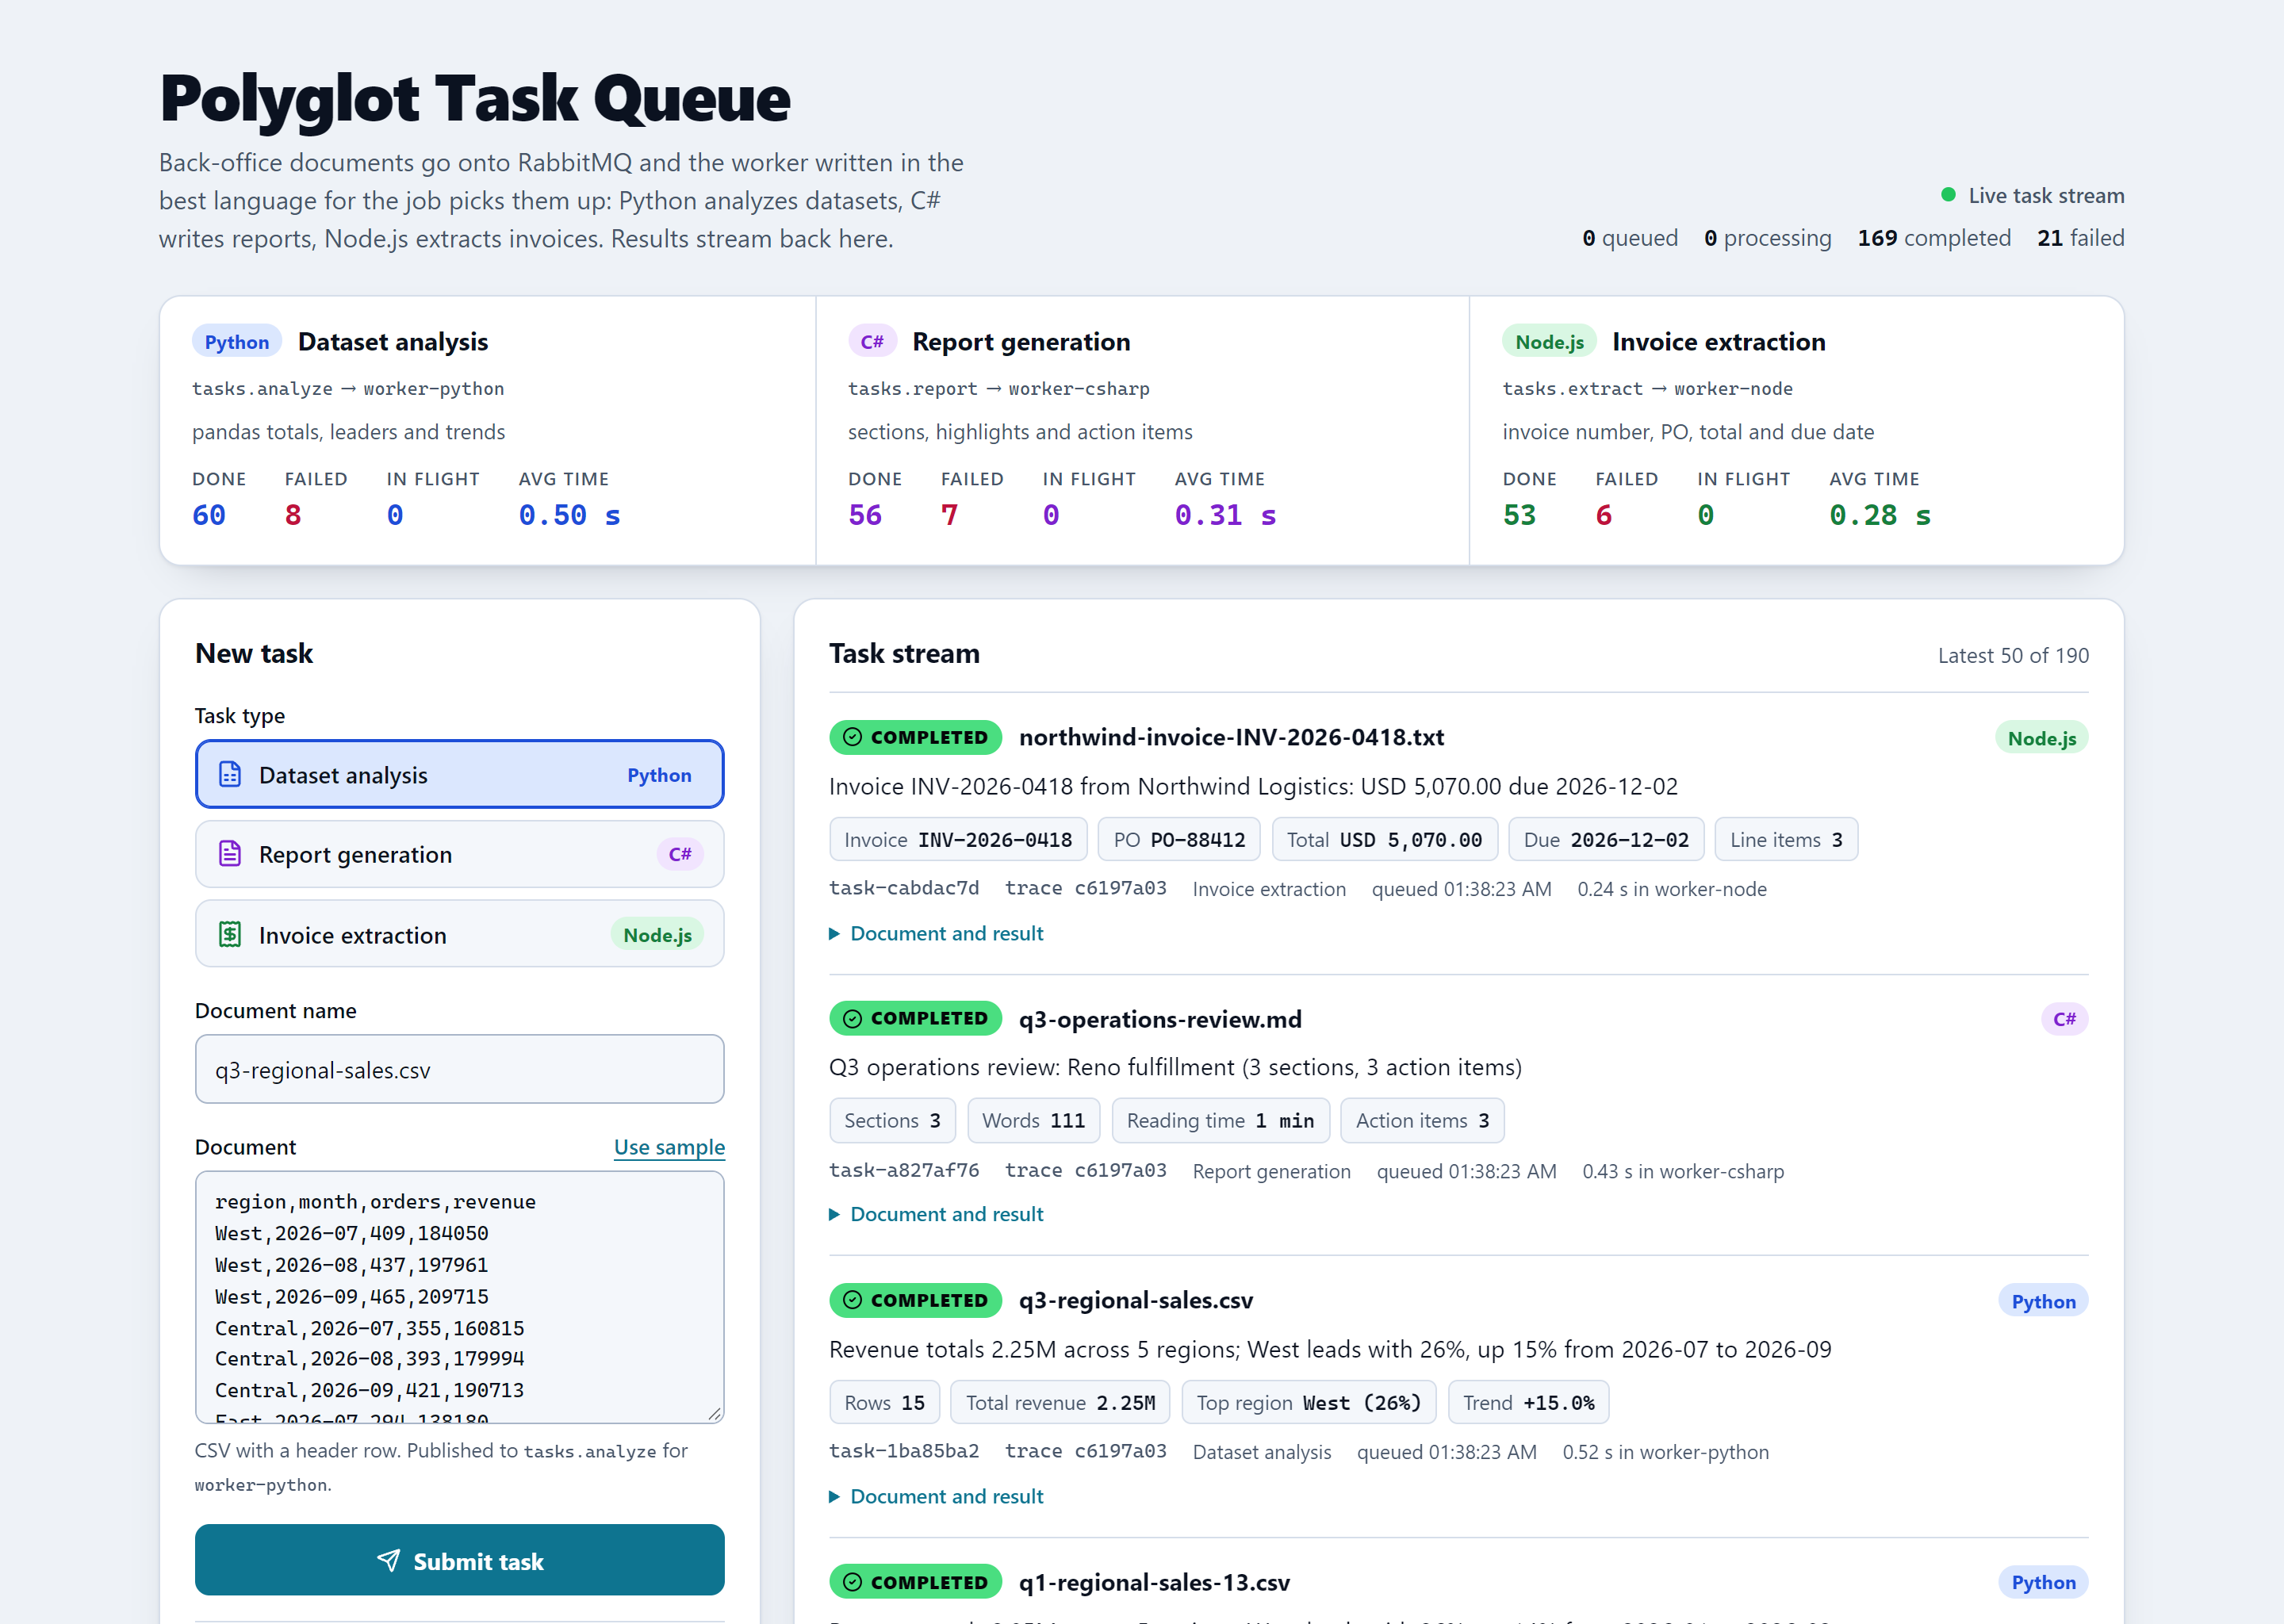 Polyglot Task Queue
Back-office documents go onto RabbitMQ and the worker written in the
best language for the job picks them up: Python analyzes datasets, C#
writes reports, Node.js extracts invoices. Results stream back here.
Live task stream
0 queued 0 processing 169 completed 21 failed
Python Dataset analysis
tasks.analyze → worker-python
pandas totals, leaders and trends
DONE FAILED IN FLIGHT AVG TIME
60 8 0 0.50 s
C# Report generation
tasks.report → worker-csharp
sections, highlights and action items
DONE FAILED IN FLIGHT AVG TIME
56 7 0 0.31 s
Node.js Invoice extraction
tasks.extract → worker-node
invoice number, PO, total and due date
DONE FAILED IN FLIGHT AVG TIME
53 6 0 0.28 s
New task
Task type
Dataset analysis Python
Report generation C#
Invoice extraction Node.js
Document name
q3-regional-sales.csv
Document Use sample
region,month,orders,revenue
West,2026-07,409,184050
West,2026-08,437,197961
West,2026-09,465,209715
Central,2026-07,355,160815
Central,2026-08,393,179994
Central,2026-09,421,190713
East,2026-07,294,138180
CSV with a header row. Published to tasks.analyze for
worker-python.
Submit task
Task stream Latest 50 of 190
COMPLETED northwind-invoice-INV-2026-0418.txt Node.js
Invoice INV-2026-0418 from Northwind Logistics: USD 5,070.00 due 2026-12-02
Invoice INV-2026-0418 PO PO-88412 Total USD 5,070.00 Due 2026-12-02 Line items 3
task-cabdac7d trace c6197a03 Invoice extraction queued 01:38:23 AM 0.24 s in worker-node
Document and result
COMPLETED q3-operations-review.md C#
Q3 operations review: Reno fulfillment (3 sections, 3 action items)
Sections 3 Words 111 Reading time 1 min Action items 3
task-a827af76 trace c6197a03 Report generation queued 01:38:23 AM 0.43 s in worker-csharp
Document and result
COMPLETED q3-regional-sales.csv Python
Revenue totals 2.25M across 5 regions; West leads with 26%, up 15% from 2026-07 to 2026-09
Rows 15 Total revenue 2.25M Top region West (26%) Trend +15.0%
task-1ba85ba2 trace c6197a03 Dataset analysis queued 01:38:23 AM 0.52 s in worker-python
Document and result
COMPLETED q1-regional-sales-13.csv Python